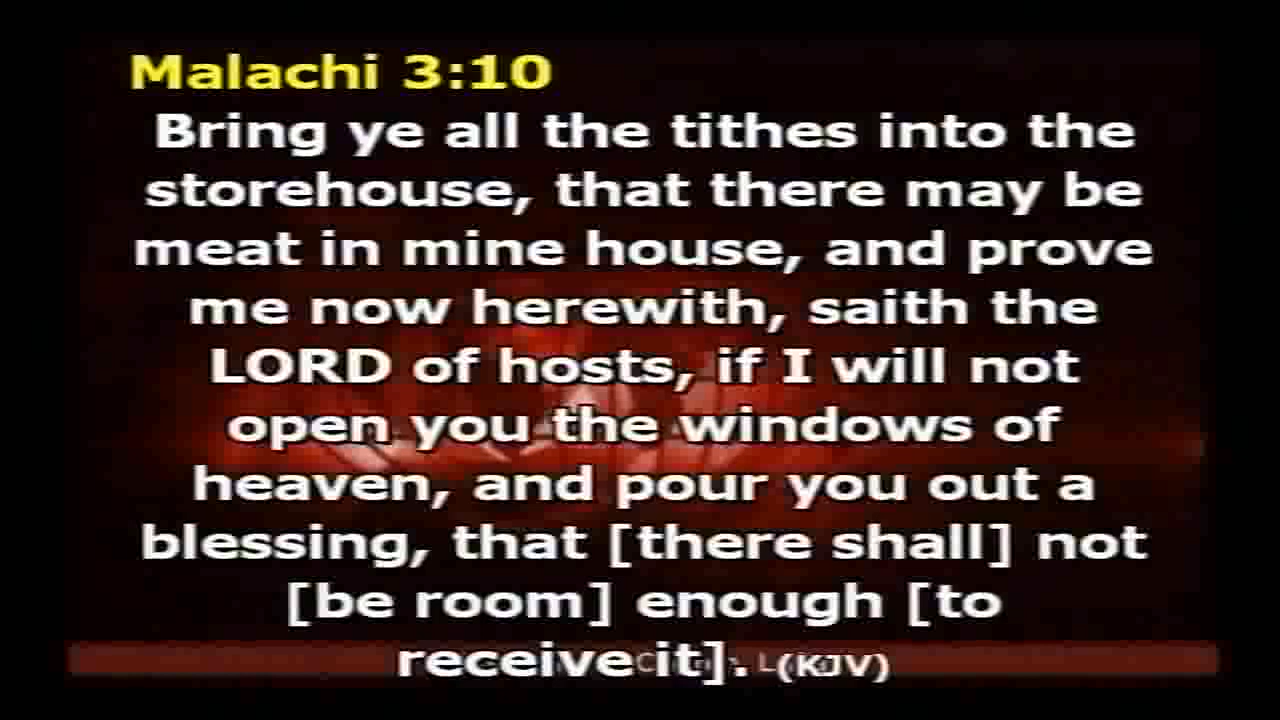 Malachi 3:10
Bring ye all the tithes into the
storehouse, that there may be
meat in mine house, and prove
me now herewith, saith the
LORD of hosts, if I will not
open you the windows of
heaven, and pour you out a
blessing, that [there shall] not
[be room] enough [to
receive it]. (KJV)